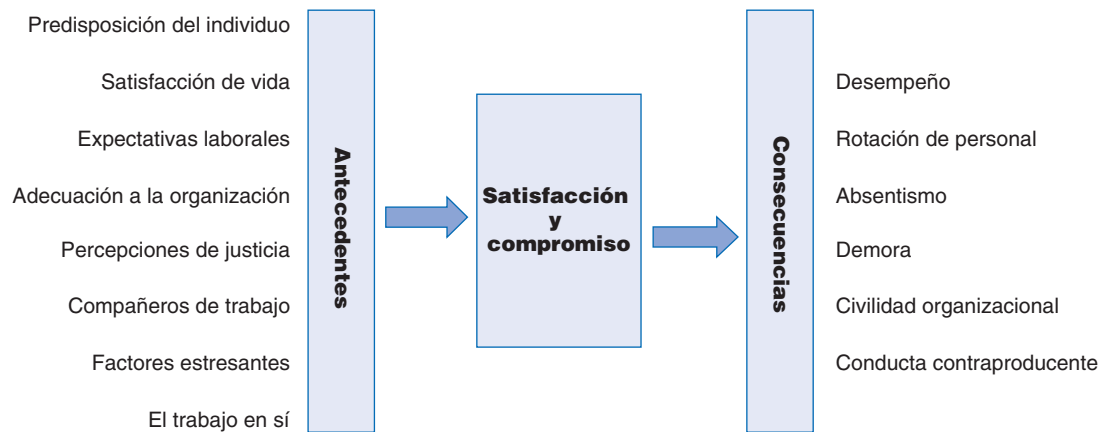 Predisposición del individuo
Satisfacción de vida
Expectativas laborales
Adecuación a la organización
Percepciones de justicia
Compañeros de trabajo
Factores estresantes
El trabajo en sí
Antecedentes
Satisfacción
y
compromiso
Consecuencias
Desempeño
Rotación de personal
Absentismo
Demora
Civilidad organizacional
Conducta contraproducente